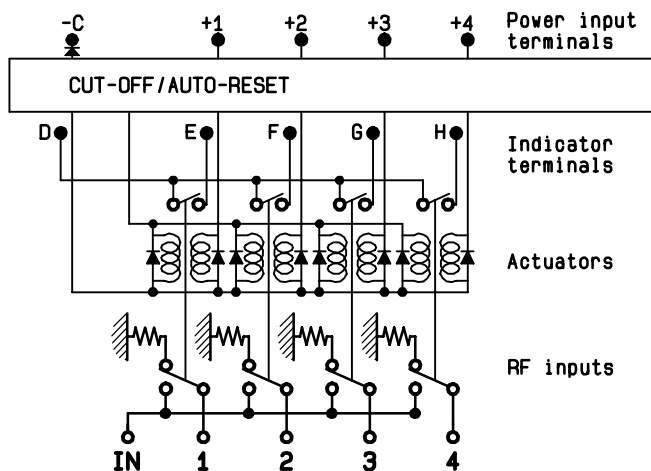 -C +1 +2 +3 +4 Power input
terminals
CUT-OFF/AUTO-RESET
D E F G H Indicator
terminals
Actuators
RF inputs
IN 1 2 3 4